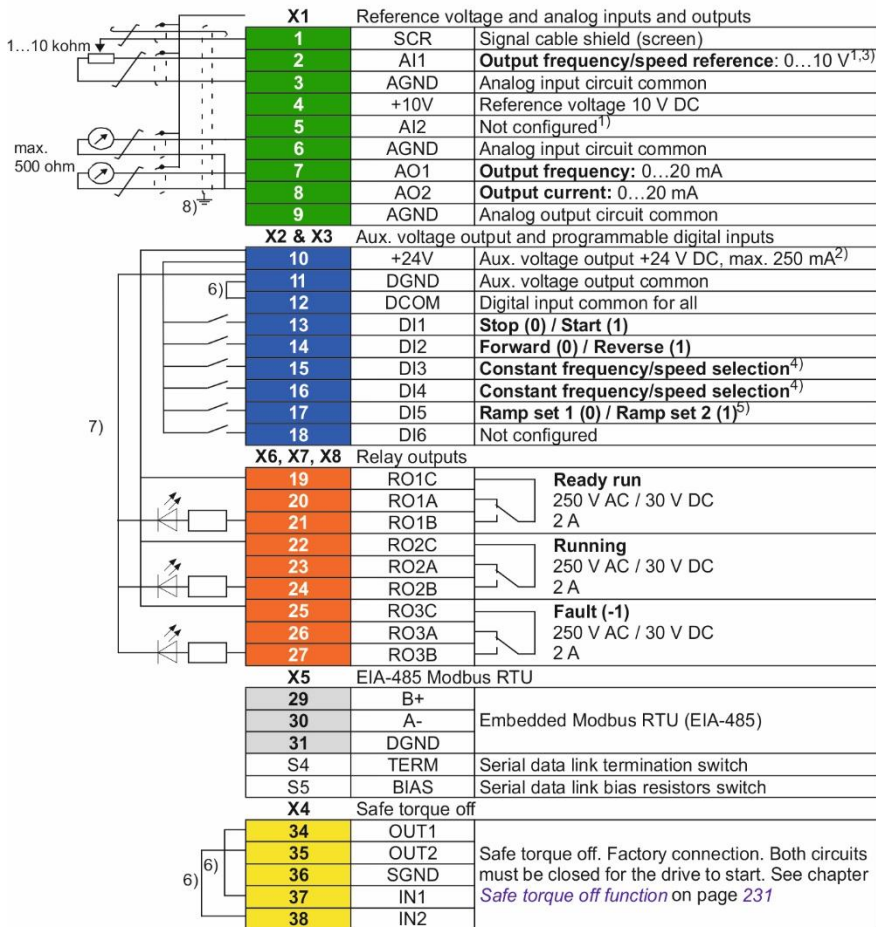 X1 Reference voltage and analog inputs and outputs
1…10 kohm
1 SCR Signal cable shield (screen)
2 AI1 Output frequency/speed reference: 0…10 V1,3)
3 AGND Analog input circuit common
4 +10V Reference voltage 10 V DC
5 AI2 Not configured1)
max. 500 ohm
6 AGND Analog input circuit common
7 AO1 Output frequency: 0…20 mA
8 AO2 Output current: 0…20 mA
8)
9 AGND Analog output circuit common
X2 & X3 Aux. voltage output and programmable digital inputs
10 +24V Aux. voltage output +24 V DC, max. 250 mA2)
11 DGND Aux. voltage output common
6)
12 DCOM Digital input common for all
13 DI1 Stop (0) / Start (1)
14 DI2 Forward (0) / Reverse (1)
15 DI3 Constant frequency/speed selection4)
16 DI4 Constant frequency/speed selection4)
17 DI5 Ramp set 1 (0) / Ramp set 2 (1)5)
7)
18 DI6 Not configured
X6, X7, X8 Relay outputs
19 RO1C Ready run
20 RO1A 250 V AC / 30 V DC
21 RO1B 2 A
22 RO2C Running
23 RO2A 250 V AC / 30 V DC
24 RO2B 2 A
25 RO3C Fault (-1)
26 RO3A 250 V AC / 30 V DC
27 RO3B 2 A
X5 EIA-485 Modbus RTU
29 B+
30 A- Embedded Modbus RTU (EIA-485)
31 DGND
S4 TERM Serial data link termination switch
S5 BIAS Serial data link bias resistors switch
X4 Safe torque off
34 OUT1
35 OUT2 Safe torque off. Factory connection. Both circuits
36 SGND must be closed for the drive to start. See chapter
6) 6)
37 IN1 Safe torque off function on page 231
38 IN2